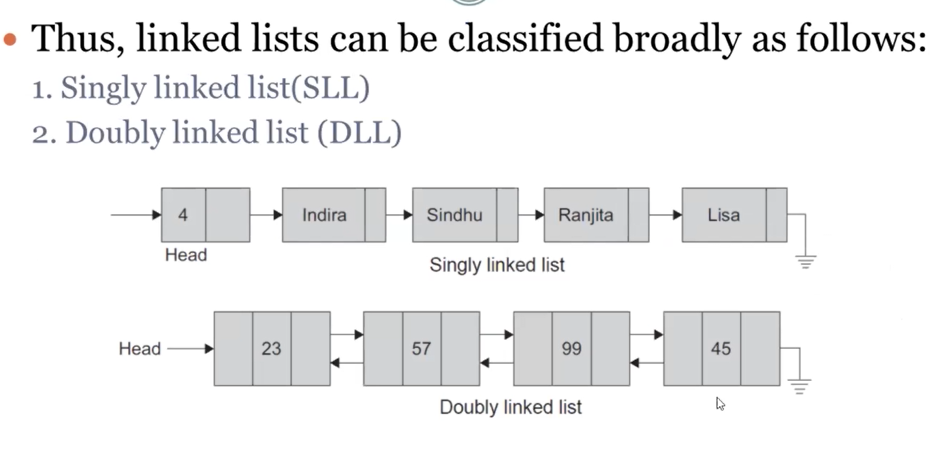 • Thus, linked lists can be classified broadly as follows:
1. Singly linked list(SLL)
2. Doubly linked list (DLL)
4 Indira Sindhu Ranjita Lisa
Head
Singly linked list
Head 23 57 99 45
Doubly linked list